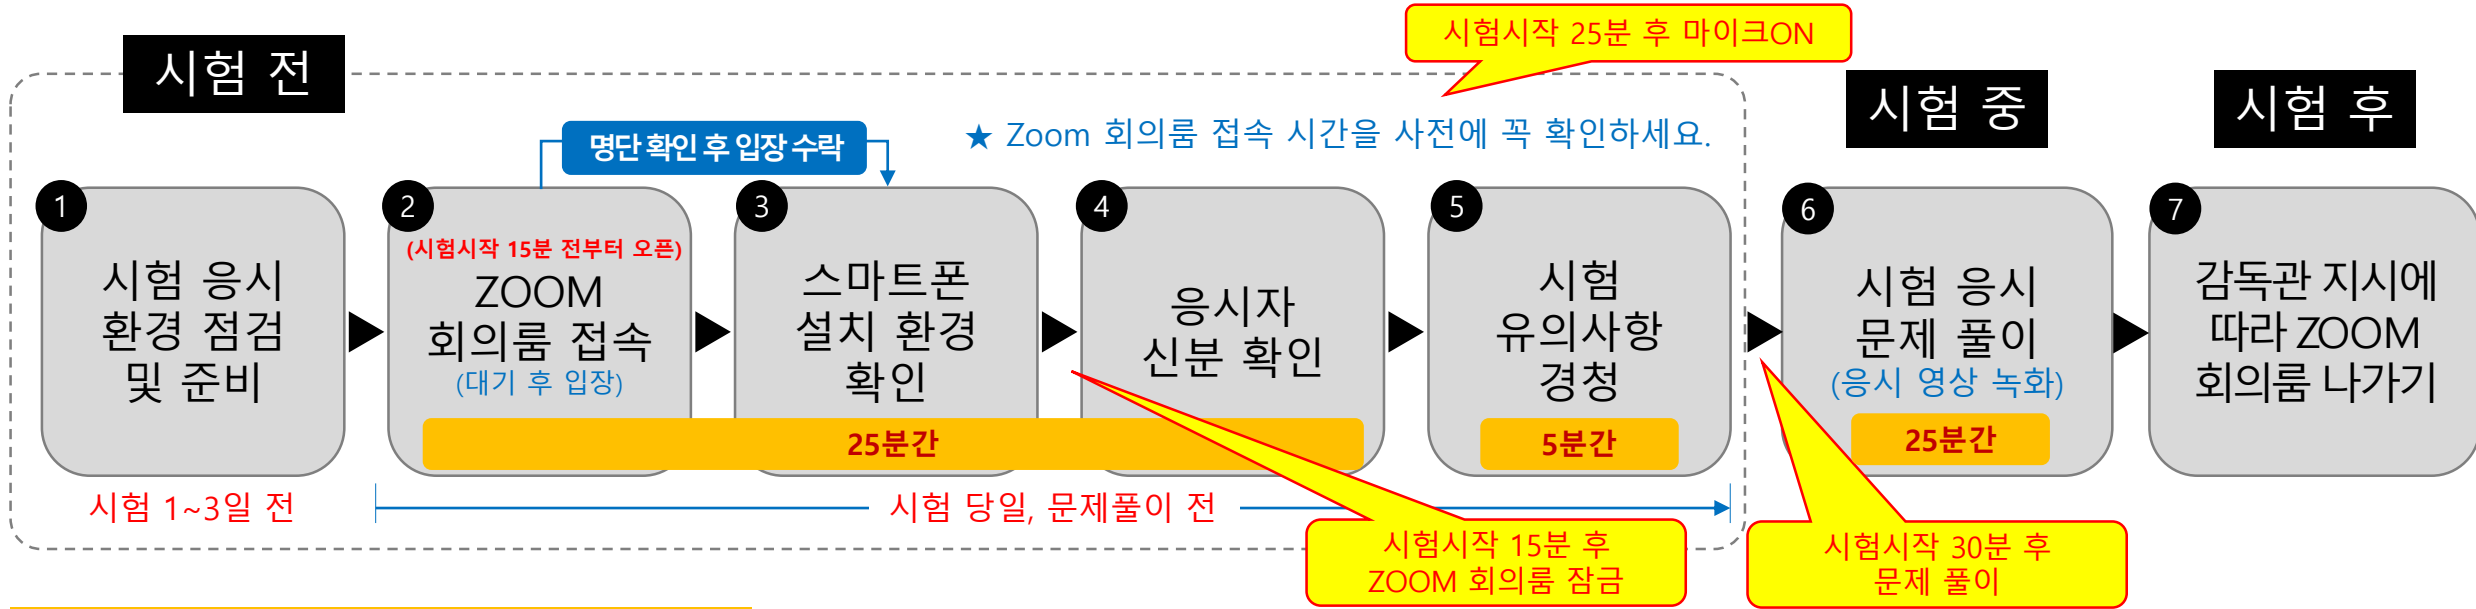 시험시작 25분 후 마이크ON
시험 전
시험 중
시험 후
명단 확인 후 입장 수락
★ Zoom 회의룸 접속 시간을 사전에 꼭 확인하세요.
1
시험 응시
환경 점검
및 준비
2
(시험시작 15분 전부터 오픈)
ZOOM
회의룸 접속
(대기 후 입장)
3
스마트폰
설치 환경
확인
4
응시자
신분 확인
25분간
5
시험
유의사항
경청
5분간
6
시험 응시
문제 풀이
(응시 영상 녹화)
25분간
7
감독관 지시에
따라 ZOOM
회의룸 나가기
시험 1~3일 전
시험 당일, 문제풀이 전
시험시작 15분 후
ZOOM 회의룸 잠금
시험시작 30분 후
문제 풀이